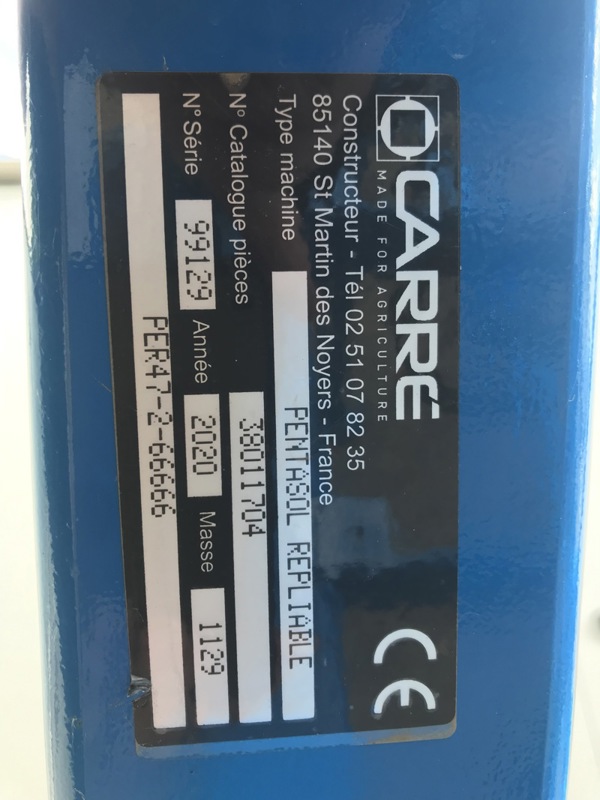 CARRÉ
MADE FOR AGRICULTURE
Constructeur - Tél 02 51 07 82 35
85140 St Martin des Noyers - France
CE
Type machine PENTASOL REPLIABLE
N° Catalogue pièces 38011704
N° Série 99129 Année 2020 Masse 1129
PER47-2-66666